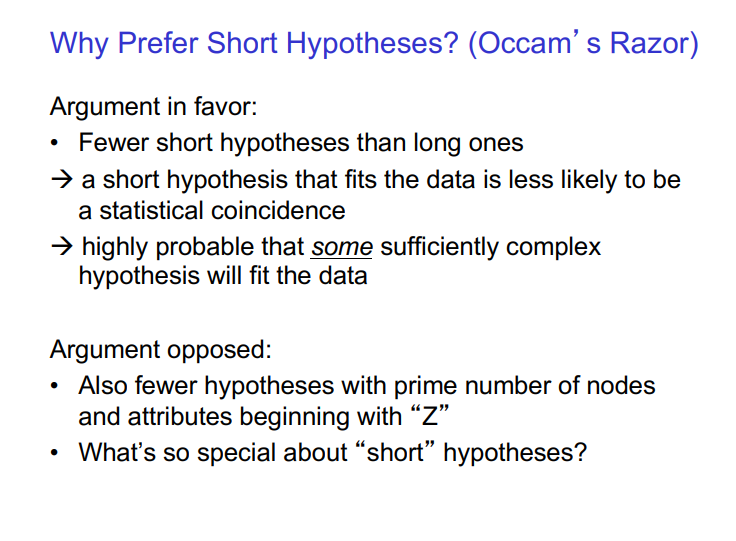 Why Prefer Short Hypotheses? (Occam’s Razor)
Argument in favor:
• Fewer short hypotheses than long ones
→ a short hypothesis that fits the data is less likely to be
a statistical coincidence
→ highly probable that some sufficiently complex
hypothesis will fit the data
Argument opposed:
• Also fewer hypotheses with prime number of nodes
and attributes beginning with “Z”
• What’s so special about “short” hypotheses?